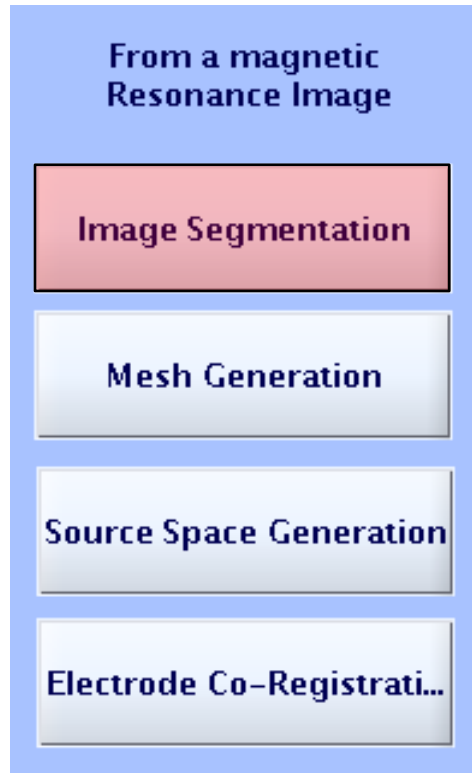 From a magnetic
Resonance Image
Image Segmentation
Mesh Generation
Source Space Generation
Electrode Co-Registrati...